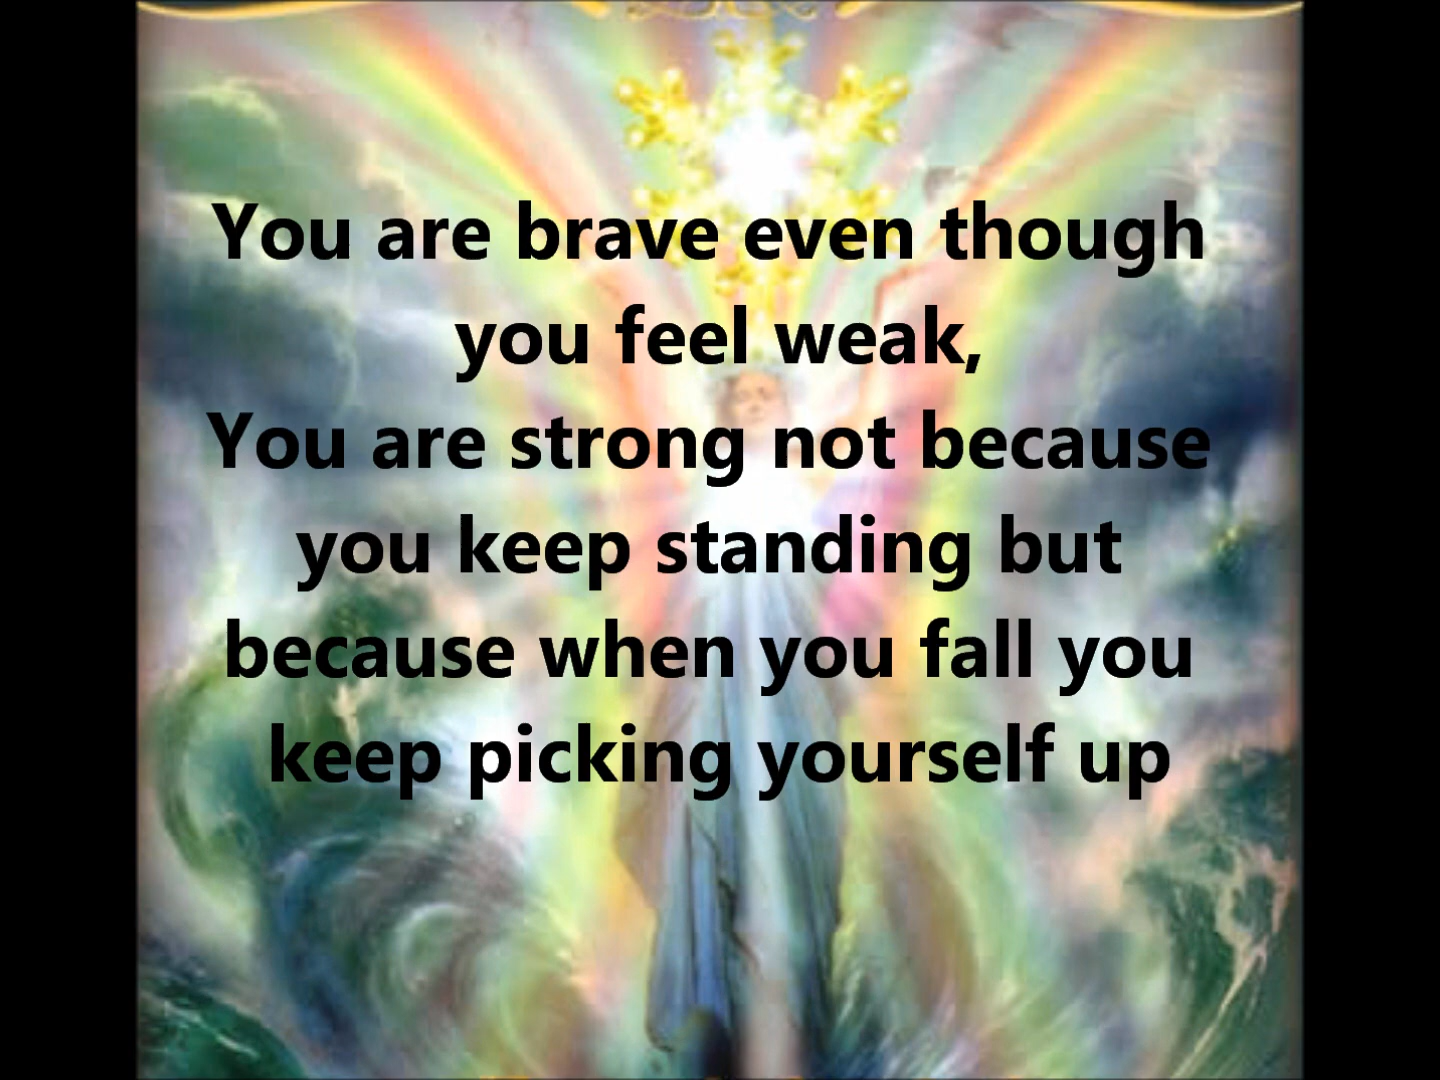 You are brave even though
you feel weak,
You are strong not because
you keep standing but
because when you fall you
keep picking yourself up